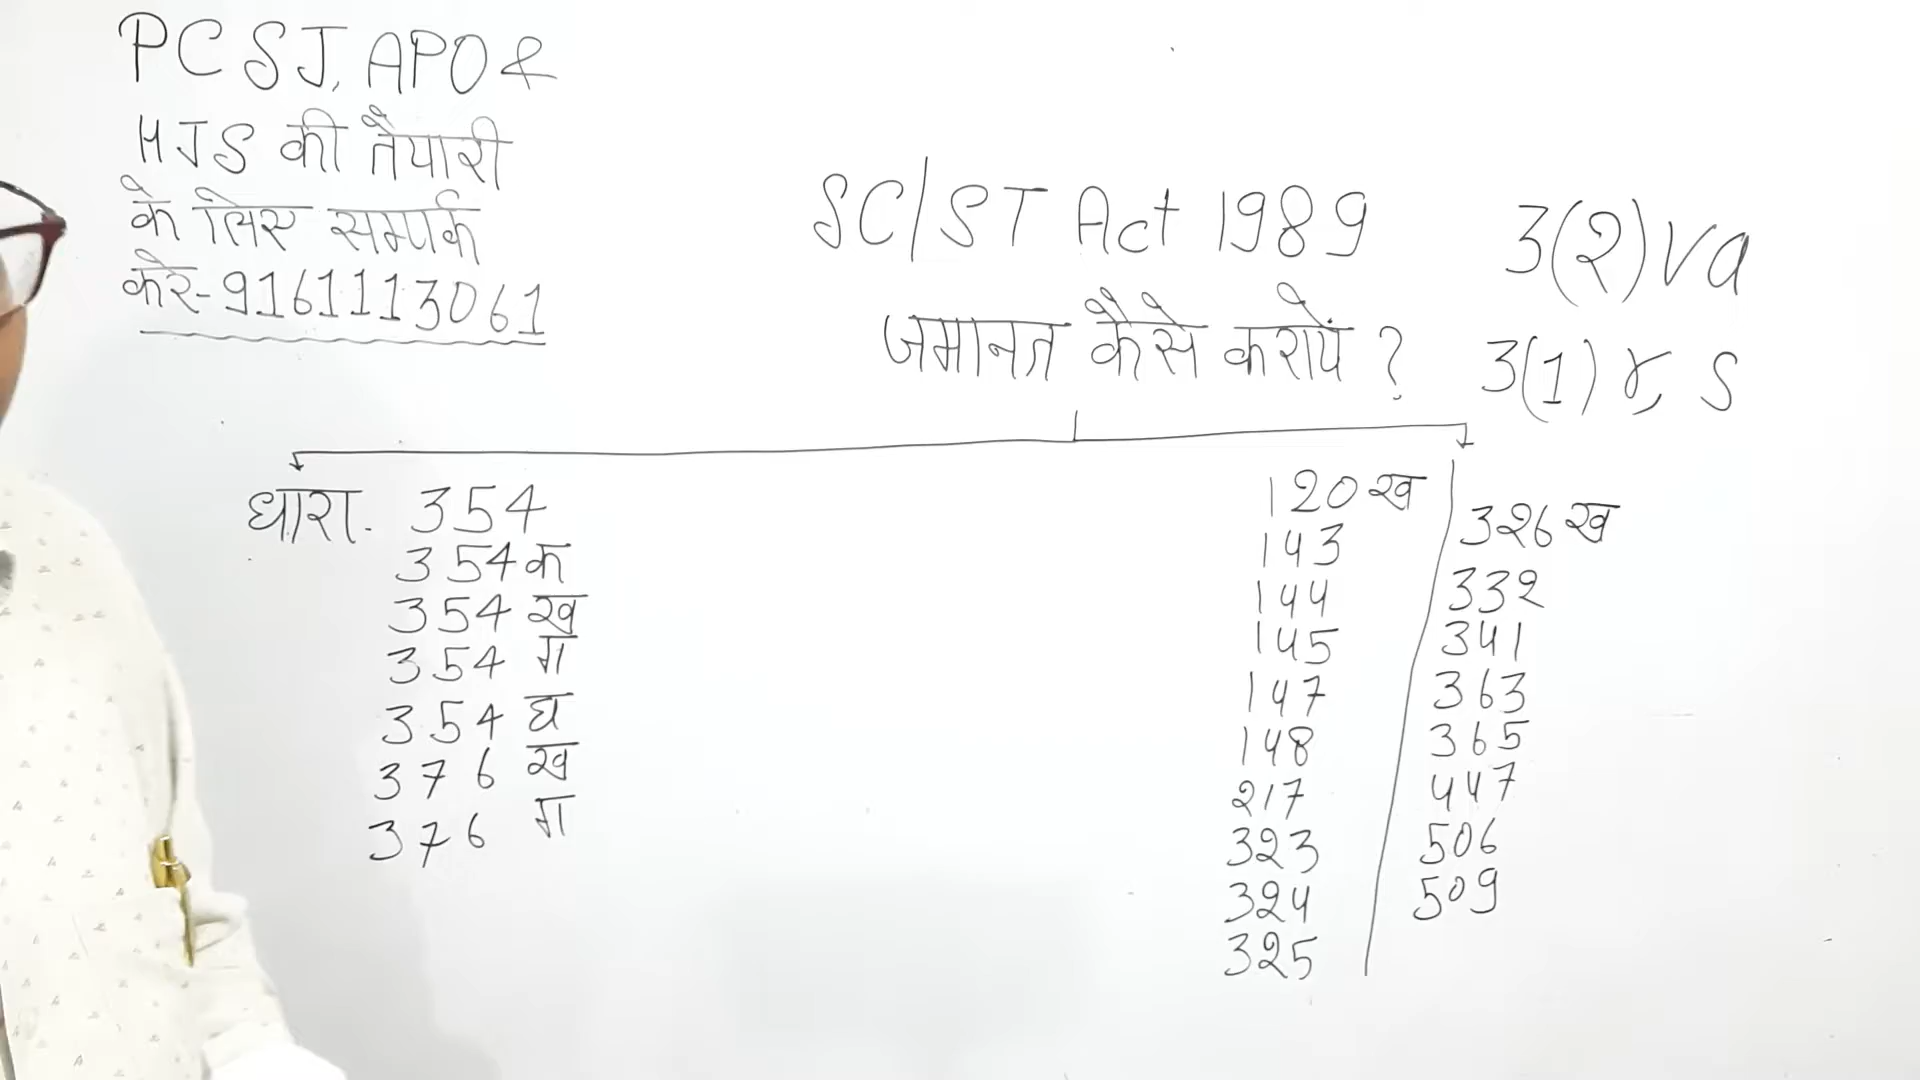 PCSJ, APO &
HJS की तैयारी
के लिए सम्पर्क
करे- 9161113061
SC/ST Act 1989
जमानत कैसे कराये ?
3(2) va
3(1) r, s
धारा. 354
354 क
354 ख
354 ग
354 घ
376 ख
376 ग
120 ख
143
144
145
147
148
217
323
324
325
326 ख
332
341
363
365
447
506
509